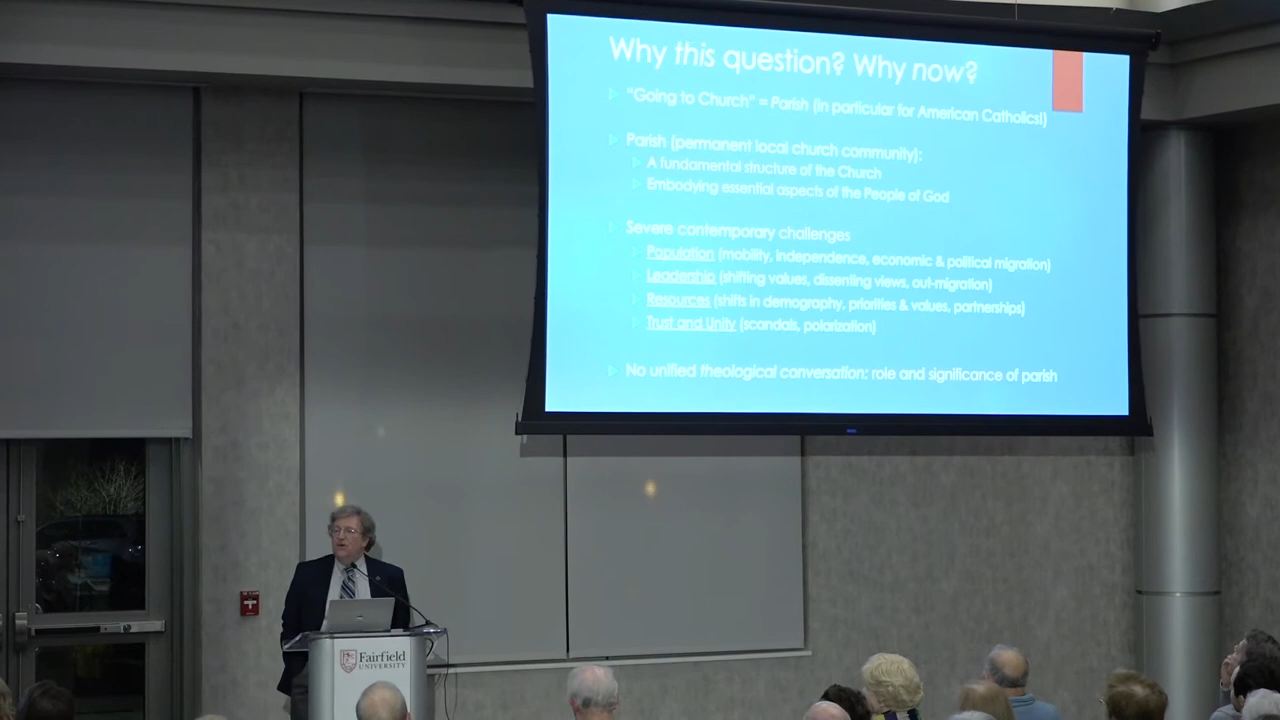 Why this question? Why now?
"Going to Church" = Parish (in particular for American Catholics!)
Parish (permanent local church community):
A fundamental structure of the Church
Embodying essential aspects of the People of God
Severe contemporary challenges
Population (mobility, independence, economic & political migration)
Leadership (shifting values, dissenting views, out-migration)
Resources (shifts in demography, priorities & values, partnerships)
Trust and Unity (scandals, polarization)
No unified theological conversation: role and significance of parish
Fairfield
UNIVERSITY